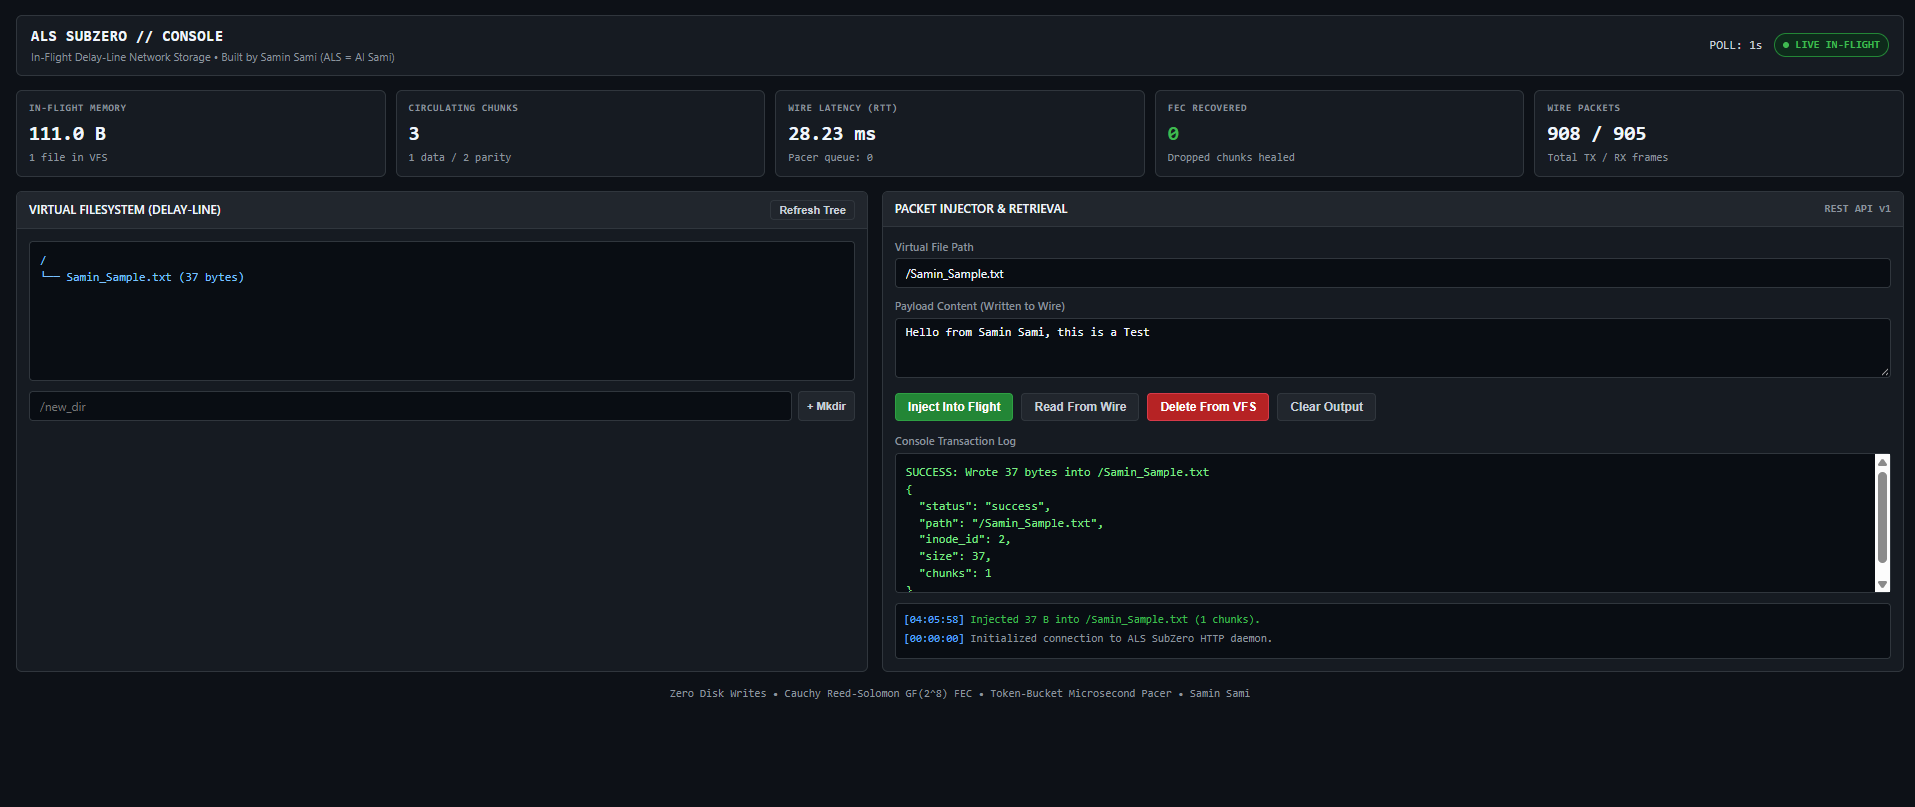 ALS SUBZERO // CONSOLE
In-Flight Delay-Line Network Storage • Built by Samin Sami (ALS = Al Sami)
POLL: 1s
● LIVE IN-FLIGHT
IN-FLIGHT MEMORY
111.0 B
1 file in VFS
CIRCULATING CHUNKS
3
1 data / 2 parity
WIRE LATENCY (RTT)
28.23 ms
Pacer queue: 0
FEC RECOVERED
0
Dropped chunks healed
WIRE PACKETS
908 / 905
Total TX / RX frames
VIRTUAL FILESYSTEM (DELAY-LINE)
Refresh Tree
/
└── Samin_Sample.txt (37 bytes)
/new_dir
+ Mkdir
PACKET INJECTOR & RETRIEVAL
REST API v1
Virtual File Path
/Samin_Sample.txt
Payload Content (Written to Wire)
Hello from Samin Sami, this is a Test
Inject Into Flight
Read From Wire
Delete From VFS
Clear Output
Console Transaction Log
SUCCESS: Wrote 37 bytes into /Samin_Sample.txt
{
"status": "success",
"path": "/Samin_Sample.txt",
"inode_id": 2,
"size": 37,
"chunks": 1
}
[04:05:58] Injected 37 B into /Samin_Sample.txt (1 chunks).
[00:00:00] Initialized connection to ALS SubZero HTTP daemon.
Zero Disk Writes • Cauchy Reed-Solomon GF(2^8) FEC • Token-Bucket Microsecond Pacer • Samin Sami